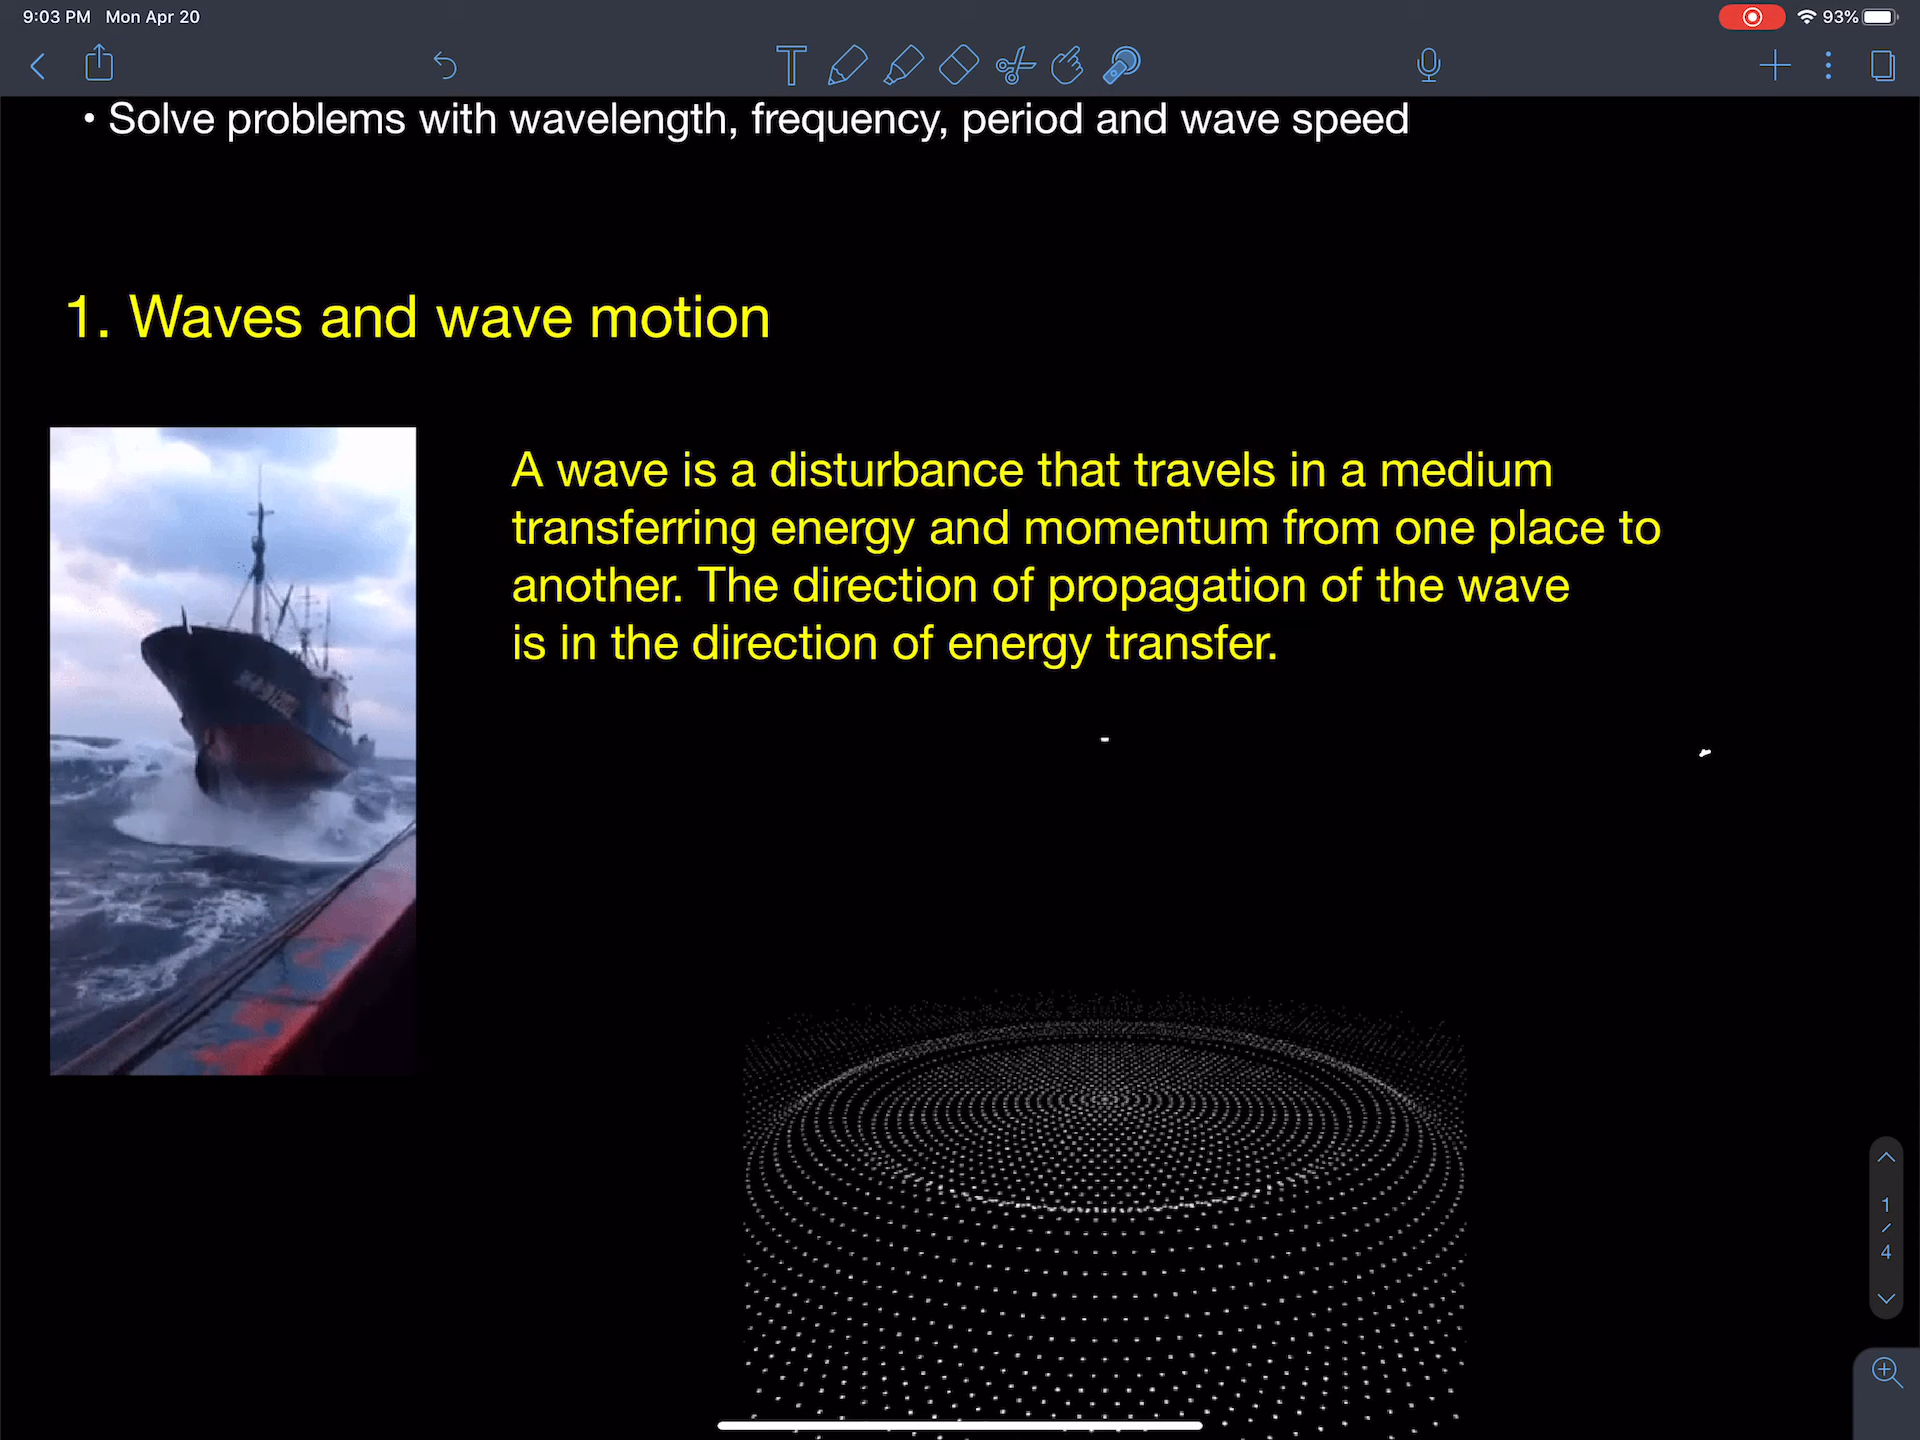 9:03 PM Mon Apr 20
93%
• Solve problems with wavelength, frequency, period and wave speed
1. Waves and wave motion
A wave is a disturbance that travels in a medium
transferring energy and momentum from one place to
another. The direction of propagation of the wave
is in the direction of energy transfer.
1
/
4